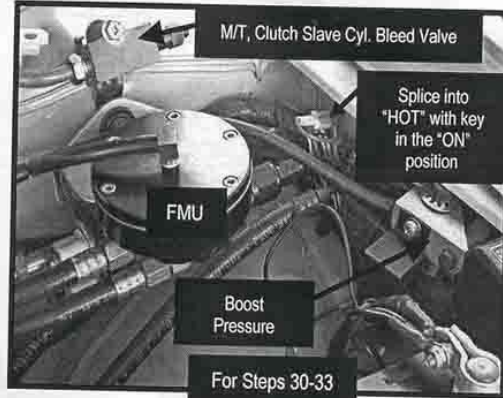 M/T, Clutch Slave Cyl. Bleed Valve
Splice into
"HOT" with key
in the "ON"
position
FMU
Boost
Pressure
For Steps 30-33